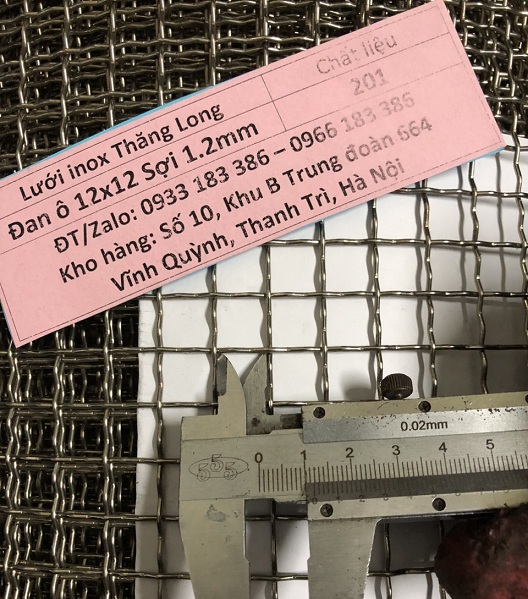 Lưới inox Thăng Long
Chất liệu
Đan ô 12x12 Sợi 1.2mm
201
ĐT/Zalo: 0933 183 386 – 0966 183 386
Kho hàng: Số 10, Khu B Trung đoàn 664
Vĩnh Quỳnh, Thanh Trì, Hà Nội
0.02mm
0 1 2 3 4 5